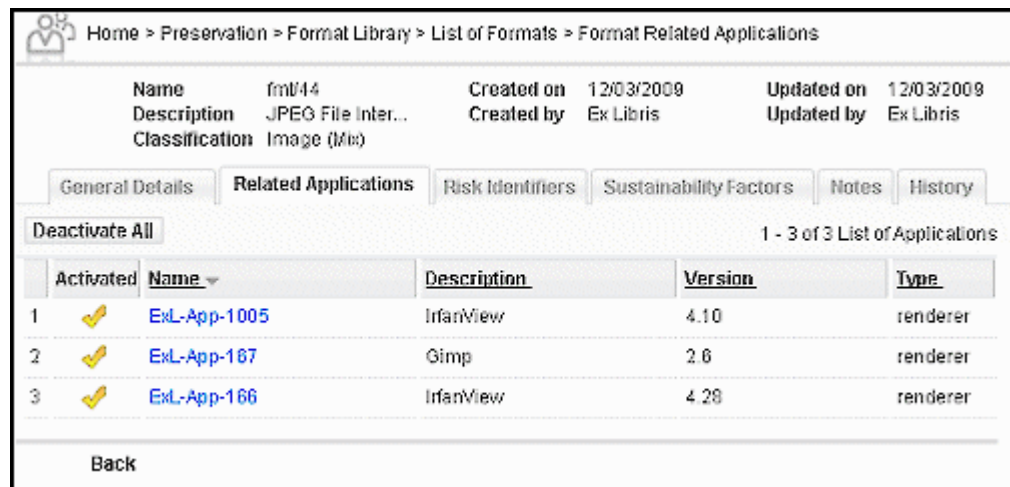 Home > Preservation > Format Library > List of Formats > Format Related Applications
Name fmt/44 Created on 12/03/2009 Updated on 12/03/2009
Description JPEG File Inter... Created by Ex Libris Updated by Ex Libris
Classification Image (Mix)
General Details Related Applications Risk Identifiers Sustainability Factors Notes History
Deactivate All 1 - 3 of 3 List of Applications
Activated Name Description Version Type
1 ExL-App-1005 IrfanView 4.10 renderer
2 ExL-App-167 Gimp 2.6 renderer
3 ExL-App-166 IrfanView 4.28 renderer
Back